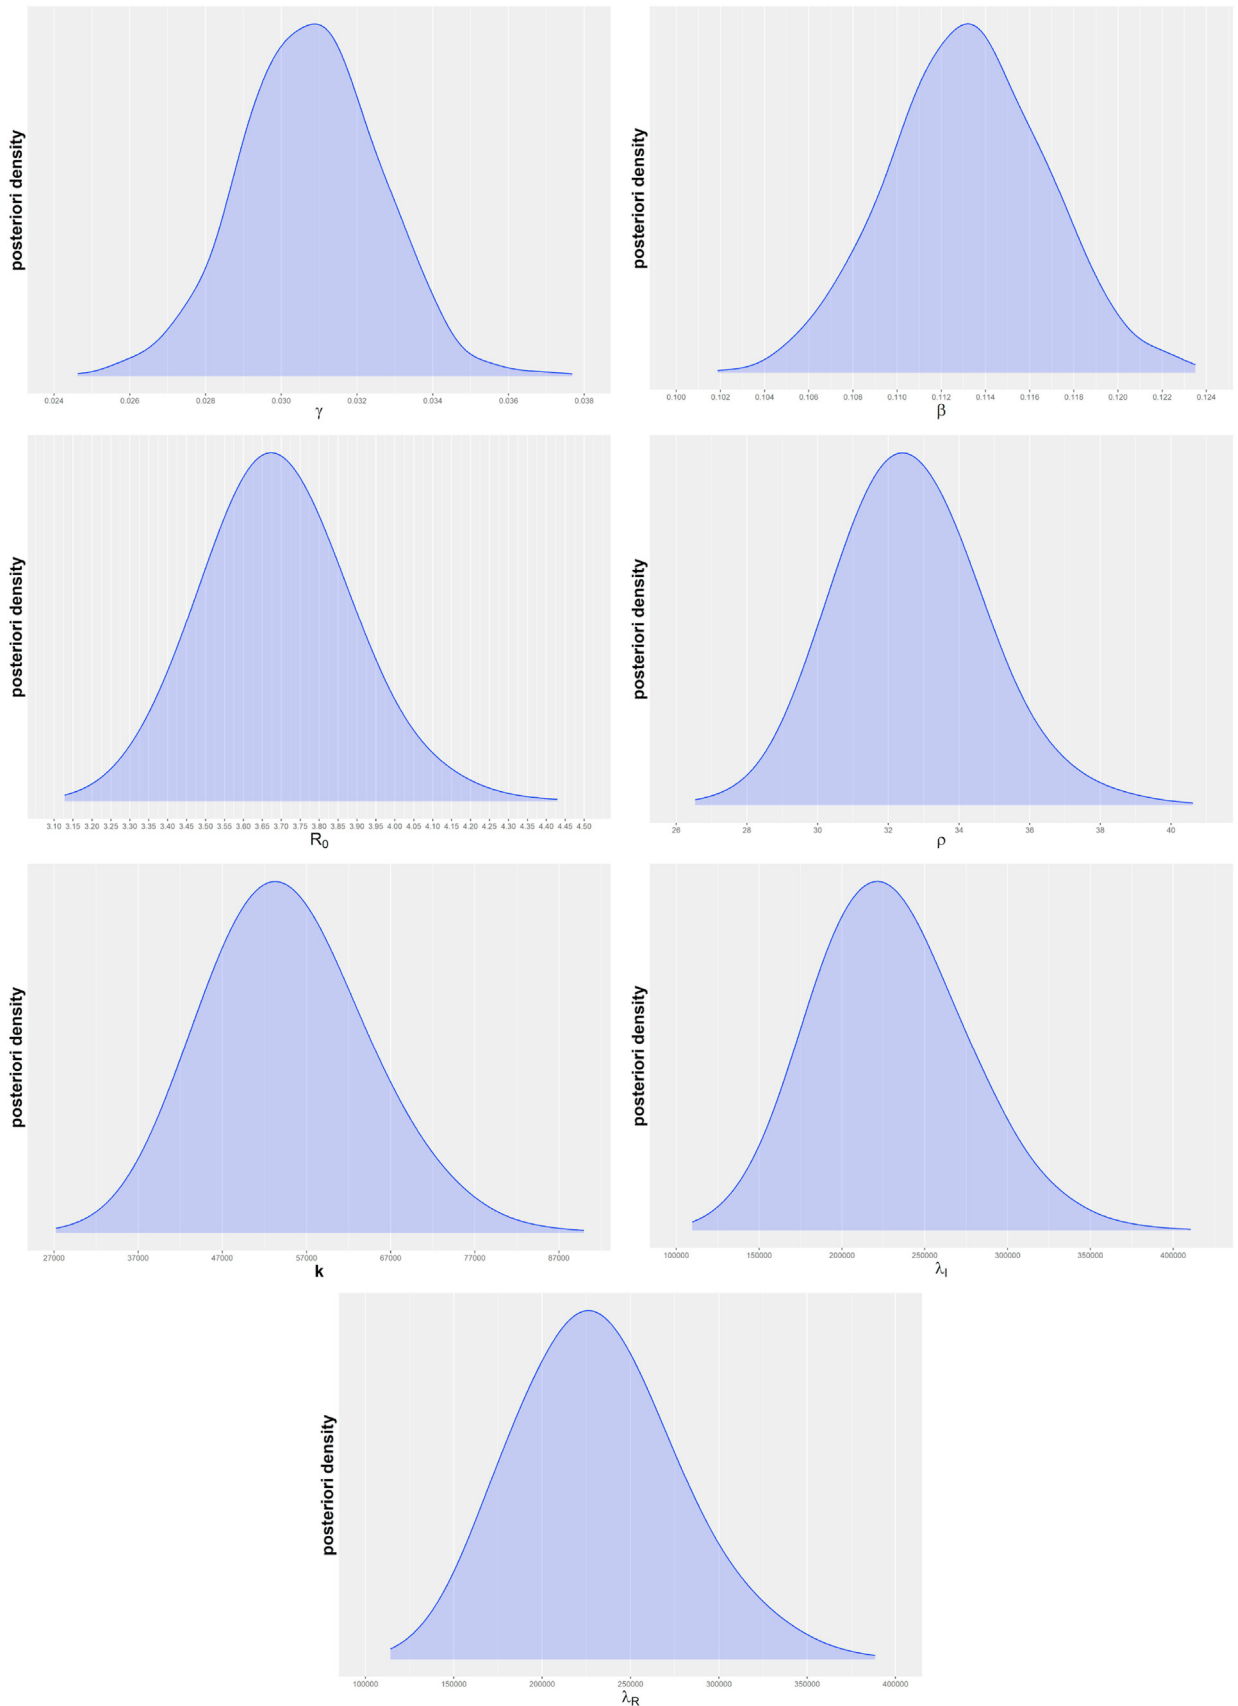 posteriori density
0.024 0.026 0.028 0.030 0.032 0.034 0.036 0.038
γ
posteriori density
0.100 0.102 0.104 0.106 0.108 0.110 0.112 0.114 0.116 0.118 0.120 0.122 0.124
β
posteriori density
3.10 3.15 3.20 3.25 3.30 3.35 3.40 3.45 3.50 3.55 3.60 3.65 3.70 3.75 3.80 3.85 3.90 3.95 4.00 4.05 4.10 4.15 4.20 4.25 4.30 4.35 4.40 4.45 4.50
R₀
posteriori density
26 28 30 32 34 36 38 40
ρ
posteriori density
27000 37000 47000 57000 67000 77000 87000
k
posteriori density
100000 150000 200000 250000 300000 350000 400000
λ_I
posteriori density
100000 150000 200000 250000 300000 350000 400000
λ_R